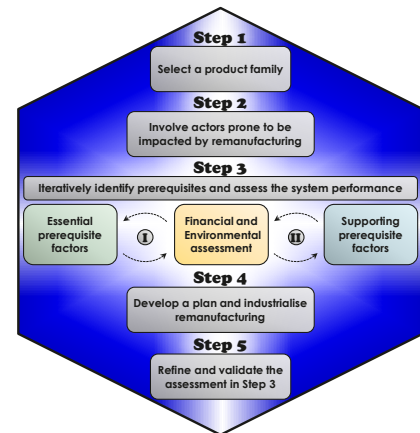 Step 1
Select a product family
Step 2
Involve actors prone to be
impacted by remanufacturing
Step 3
Iteratively identify prerequisites and assess the system performance
Essential
prerequisite
factors
I
Financial and
Environmental
assessment
II
Supporting
prerequisite
factors
Step 4
Develop a plan and industrialise
remanufacturing
Step 5
Refine and validate the
assessment in Step 3